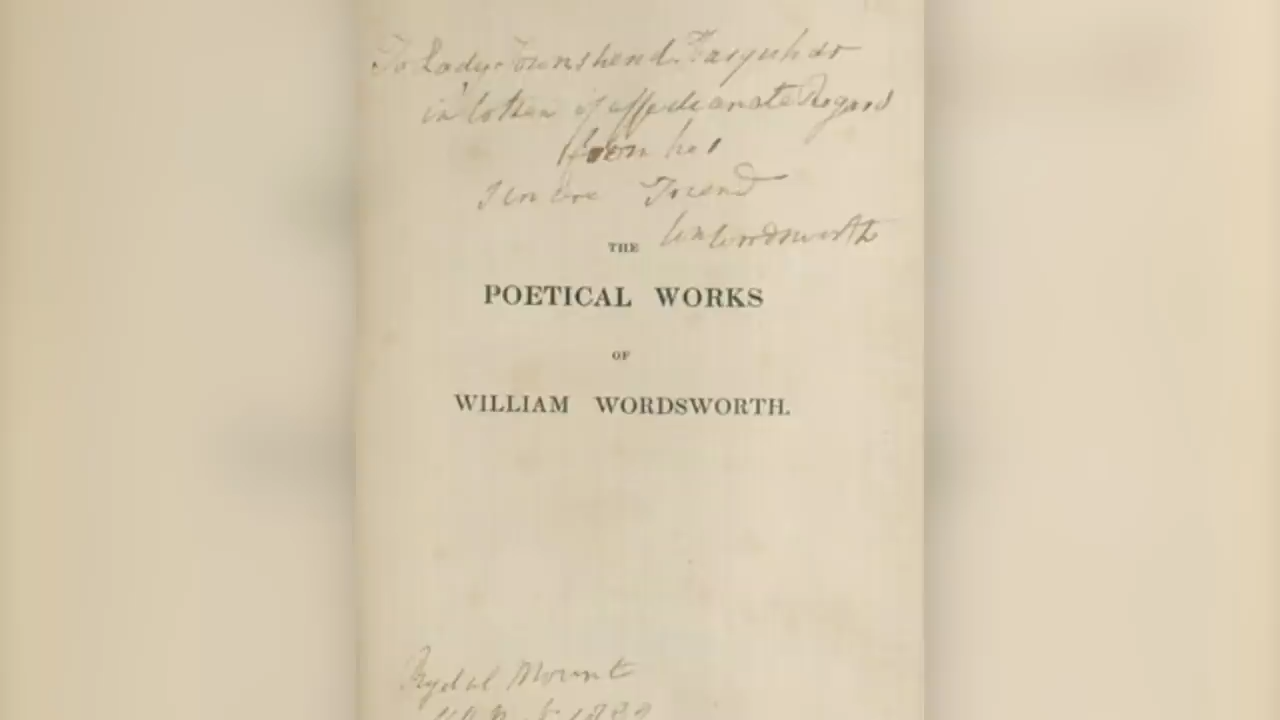 To Lady Townshend Farquhar
in token of affectionate Regard
from her
sincere Friend
Wm Wordsworth
THE
POETICAL WORKS
OF
WILLIAM WORDSWORTH.
Rydal Mount